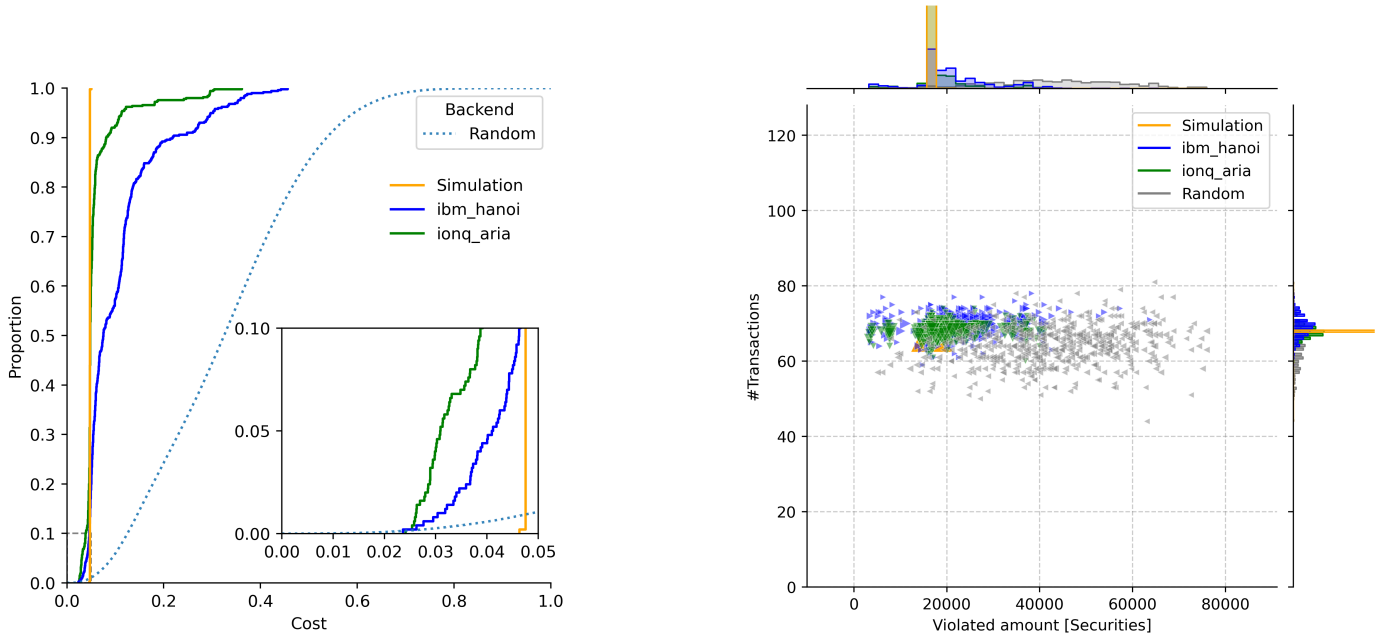 1.0
0.9
0.8
0.7
0.6
0.5
0.4
0.3
0.2
0.1
0.0
Proportion
0.0 0.2 0.4 0.6 0.8 1.0
Cost
Backend
Random
Simulation
ibm_hanoi
ionq_aria
0.10
0.05
0.00
0.00 0.01 0.02 0.03 0.04 0.05
120
100
80
60
40
20
0
#Transactions
0 20000 40000 60000 80000
Violated amount [Securities]
Simulation
ibm_hanoi
ionq_aria
Random